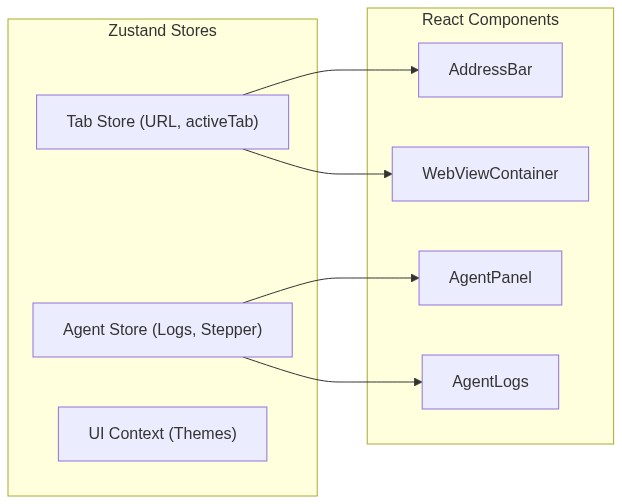 Zustand Stores
Tab Store (URL, activeTab)
Agent Store (Logs, Stepper)
UI Context (Themes)
React Components
AddressBar
WebViewContainer
AgentPanel
AgentLogs